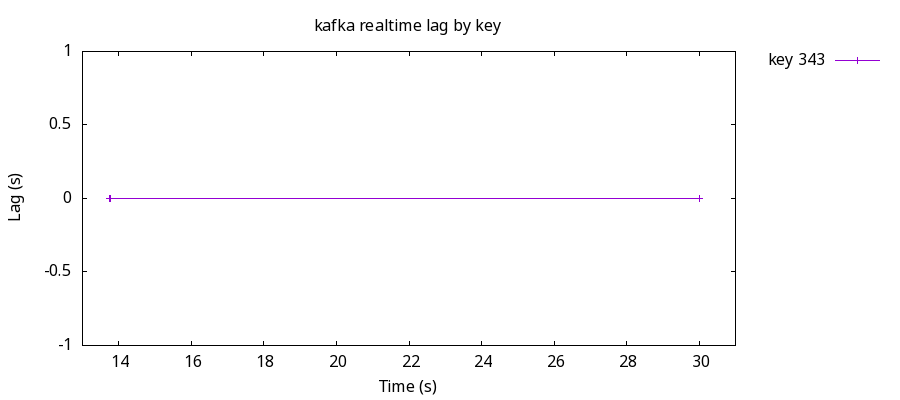 kafka realtime lag by key
key 343
1
0.5
0
-0.5
-1
Lag (s)
14 16 18 20 22 24 26 28 30
Time (s)